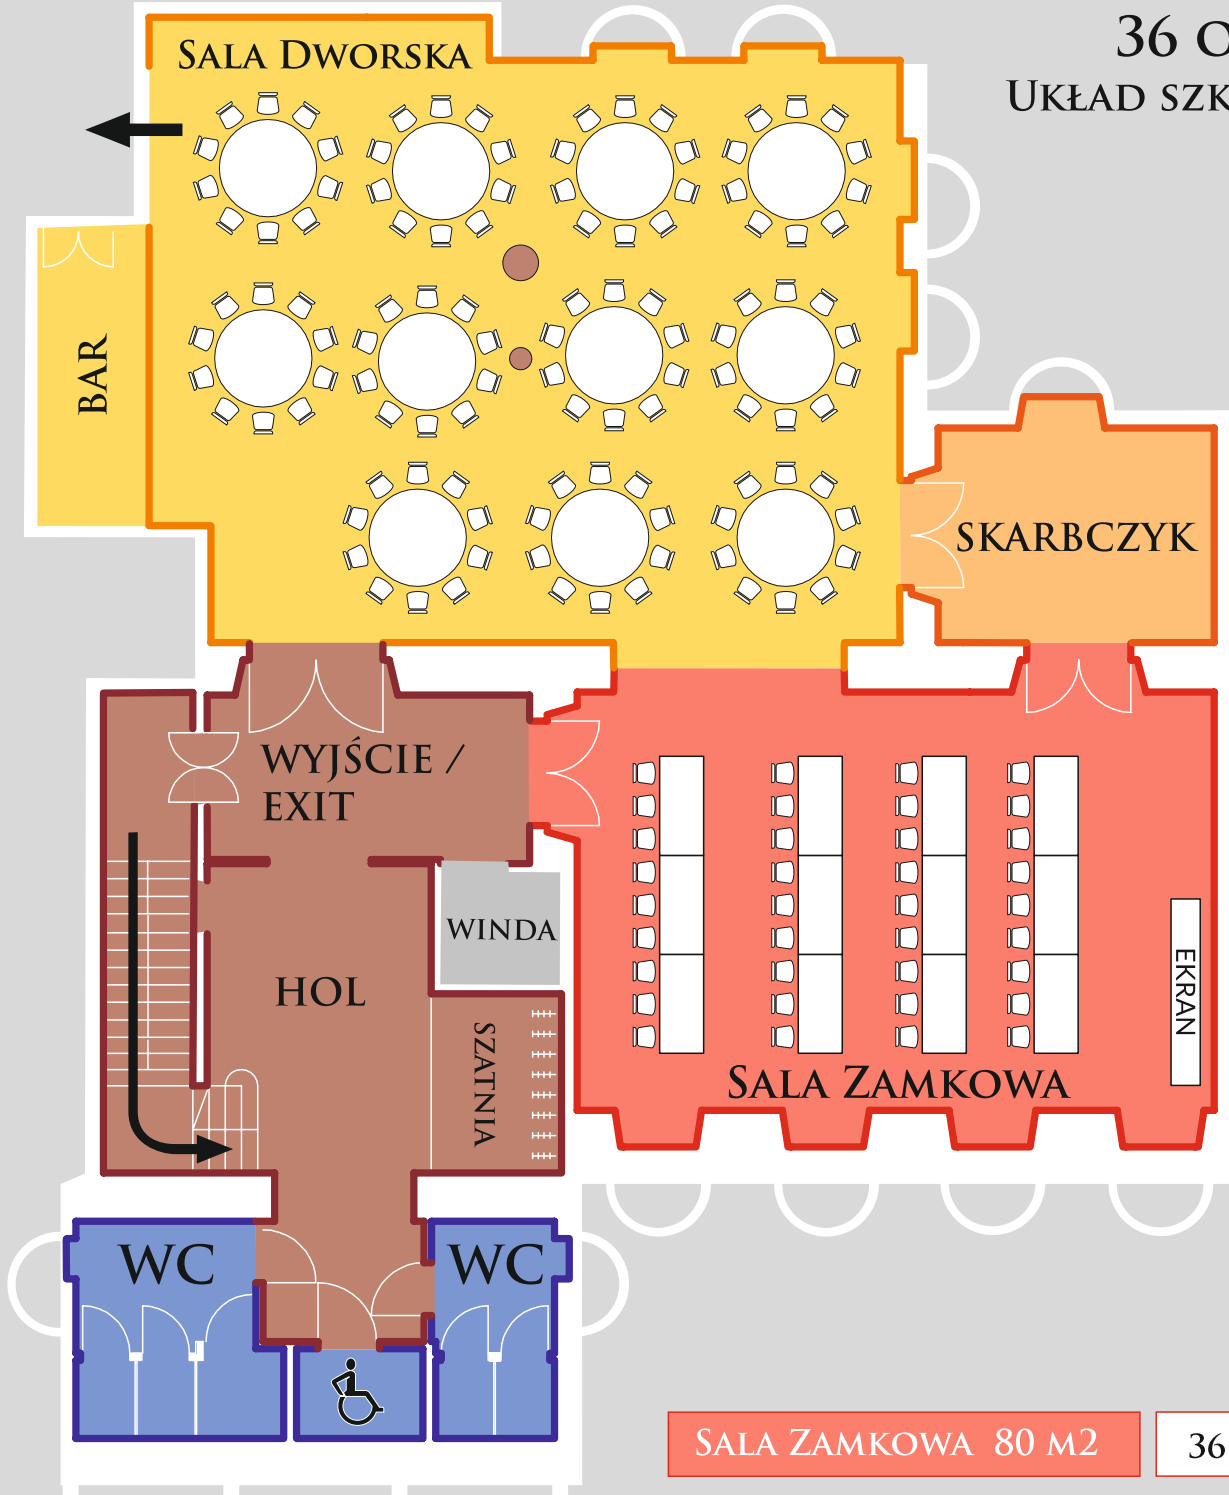 36 O
UKŁAD SZK
SALA DWORSKA
BAR
SKARBCZYK
WYJŚCIE /
EXIT
WINDA
HOL
SZATNIA
EKRAN
SALA ZAMKOWA
WC
WC
SALA ZAMKOWA 80 M2
36